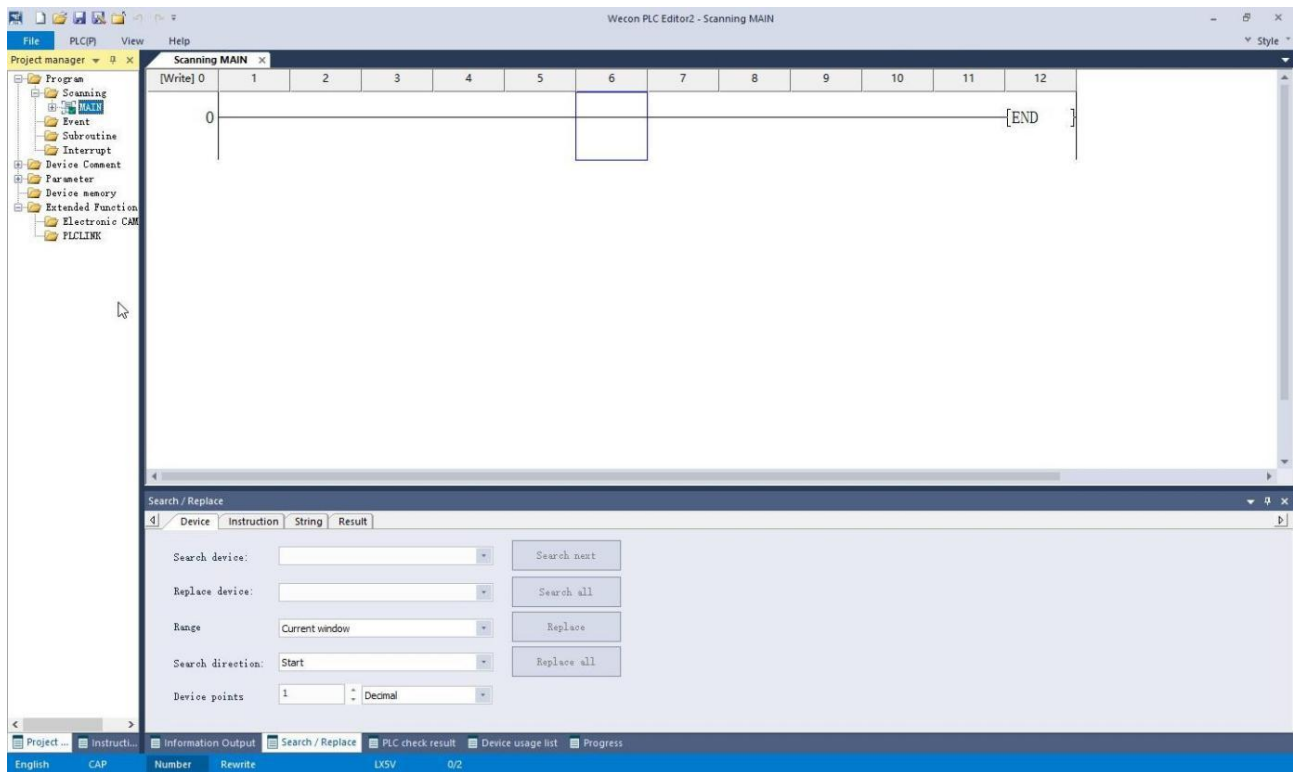 Wecon PLC Editor2 - Scanning MAIN
File PLC(P) View Help
Style
Project manager
Scanning MAIN
Program
Scanning
MAIN
Event
Subroutine
Interrupt
Device Comment
Parameter
Device memory
Extended Function
Electronic CAM
PLCLINK
[Write] 0 1 2 3 4 5 6 7 8 9 10 11 12
0 [END ]
Search / Replace
Device Instruction String Result
Search device: Search next
Replace device: Search all
Range Current window Replace
Search direction: Start Replace all
Device points 1 Decimal
Project ... Instructi... Information Output Search / Replace PLC check result Device usage list Progress
English CAP Number Rewrite LX5V 0/2